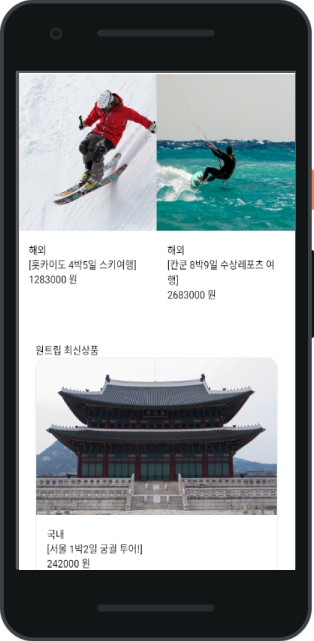 해외
[홋카이도 4박5일 스키여행]
1283000 원
해외
[칸쿤 8박9일 수상레포츠 여
행]
2683000 원
원트립 최신상품
국내
[서울 1박2일 궁궐 투어!]
242000 원